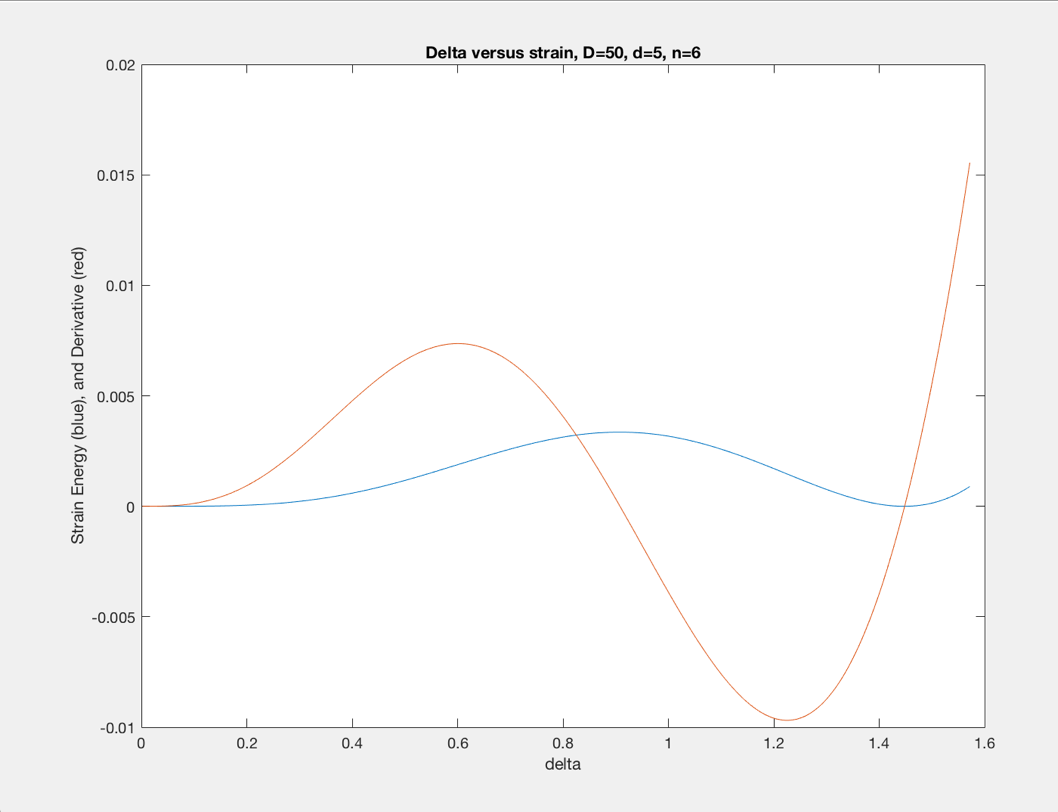 Delta versus strain, D=50, d=5, n=6
0.02
0.015
0.01
0.005
0
-0.005
-0.01
Strain Energy (blue), and Derivative (red)
0 0.2 0.4 0.6 0.8 1 1.2 1.4 1.6
delta